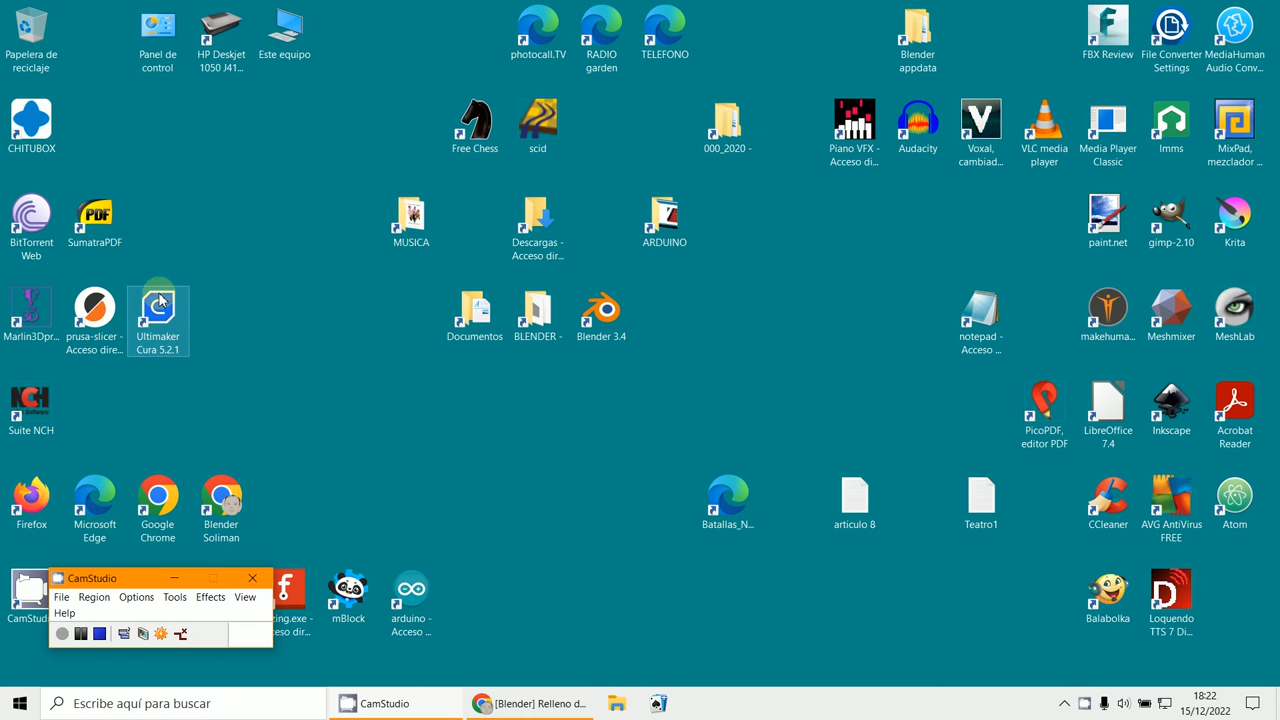 Papelera de
reciclaje
Panel de
control
HP Deskjet
1050 J41...
Este equipo
photocall.TV
RADIO
garden
TELEFONO
Blender
appdata
FBX Review
File Converter
Settings
MediaHuman
Audio Conv...
CHITUBOX
Free Chess
scid
000_2020 -
Piano VFX -
Acceso di...
Audacity
Voxal,
cambiad...
VLC media
player
Media Player
Classic
lmms
MixPad,
mezclador ...
BitTorrent
Web
PDF
SumatraPDF
MUSICA
Descargas -
Acceso dir...
ARDUINO
paint.net
gimp-2.10
Krita
Marlin3Dpr...
prusa-slicer -
Acceso dire...
Ultimaker
Cura 5.2.1
Documentos
BLENDER -
Blender 3.4
notepad -
Acceso ...
makehuma...
Meshmixer
MeshLab
NCH
Software
Suite NCH
PicoPDF,
editor PDF
LibreOffice
7.4
Inkscape
Acrobat
Reader
Firefox
Microsoft
Edge
Google
Chrome
Blender
Soliman
Batallas_N...
articulo 8
Teatro1
CCleaner
AVG AntiVirus
FREE
Atom
CamStudio
File Region Options Tools Effects View
Help
CamStu
zing.exe -
ceso dir...
mBlock
arduino -
Acceso ...
Balabolka
Loquendo
TTS 7 Di...
Escribe aquí para buscar
CamStudio
[Blender] Relleno d...
18:22
15/12/2022